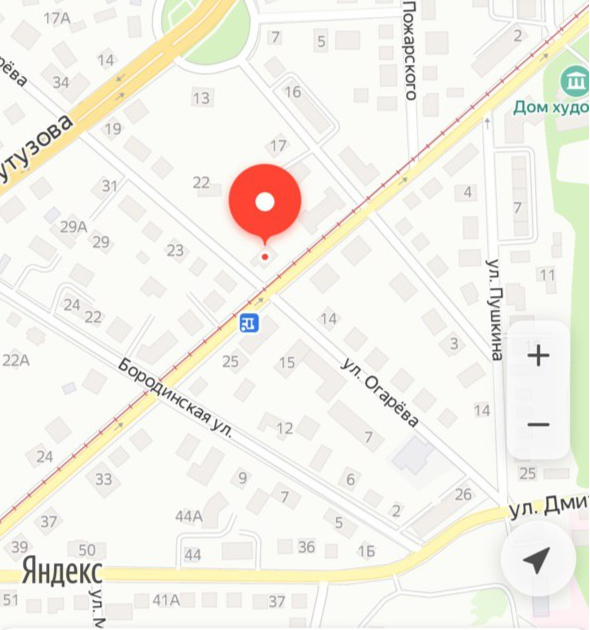 17А
Пожарского
2
7
5
14
34
16
13
Дом худо
19
утузова
17
31
22
4
7
29А
29
23
ул. Пушкина
11
24
22
14
3
22А
25
15
Бородинская ул.
ул. Огарёва
14
12
7
24
33
25
9
6
7
26
2
ул. Дми
44А
37
5
39
50
44
36
1Б
Яндекс
51
41А
37
ул. М